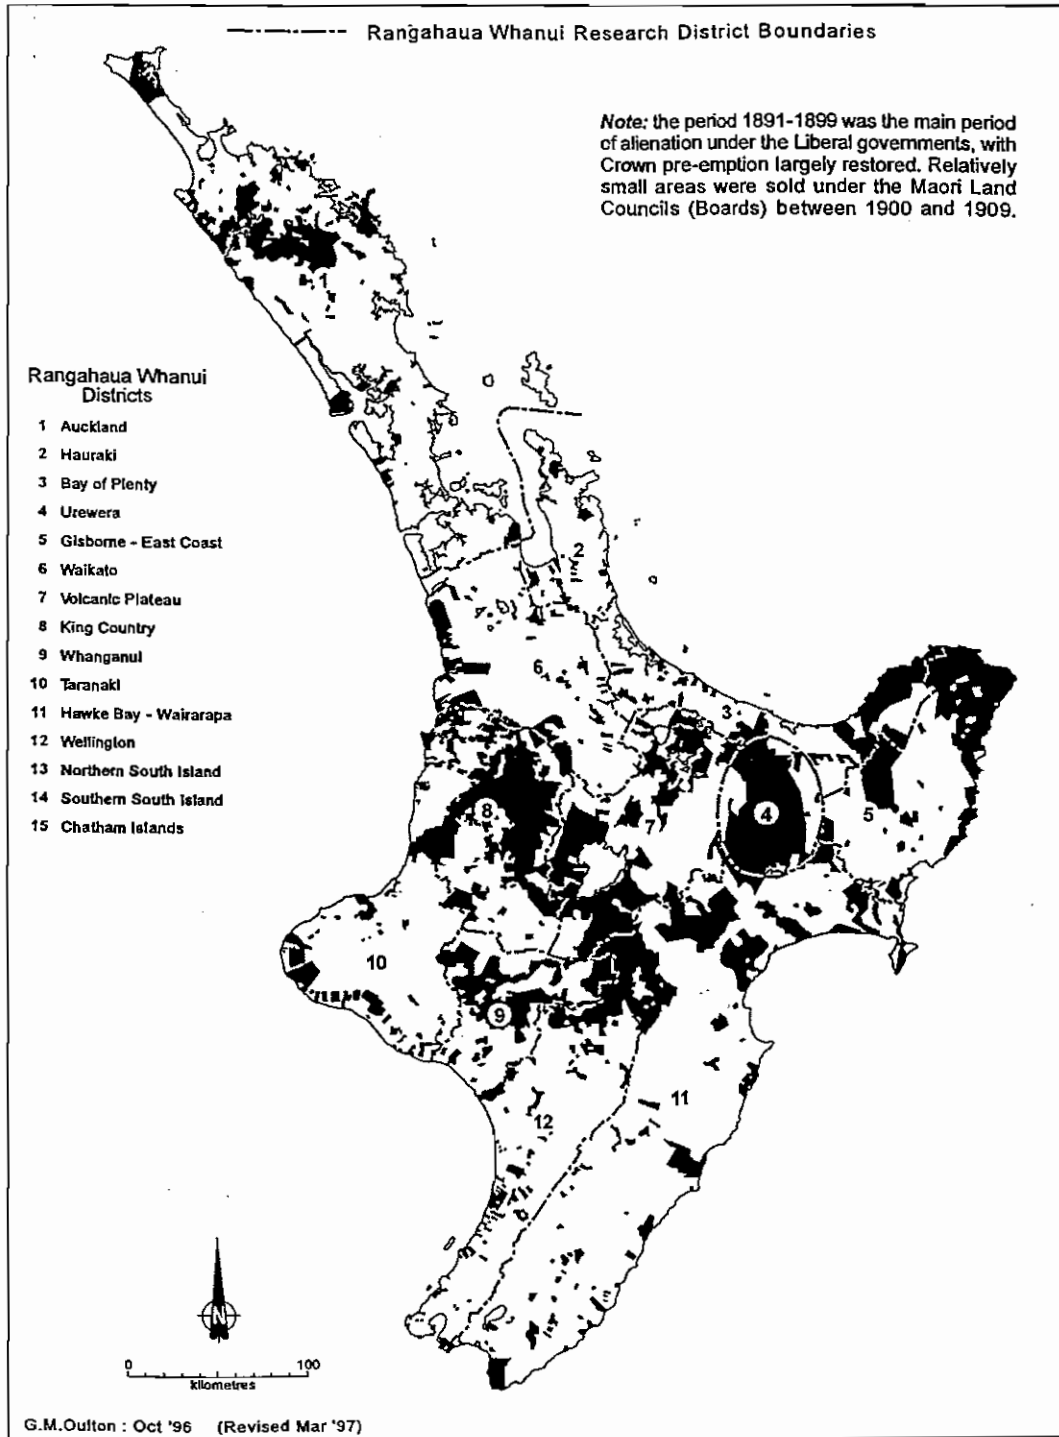 Rangahaua Whanui Research District Boundaries
Note: the period 1891-1899 was the main period
of alienation under the Liberal governments, with
Crown pre-emption largely restored. Relatively
small areas were sold under the Maori Land
Councils (Boards) between 1900 and 1909.
Rangahaua Whanui
Districts
1 Auckland
2 Hauraki
3 Bay of Plenty
4 Urewera
5 Gisborne - East Coast
6 Waikato
7 Volcanic Plateau
8 King Country
9 Whanganui
10 Taranaki
11 Hawke Bay - Wairarapa
12 Wellington
13 Northern South Island
14 Southern South Island
15 Chatham Islands
1
2
6
3
8
7
4
5
10
9
11
12
N
0 100
kilometres
G.M.Oulton : Oct '96 (Revised Mar '97)